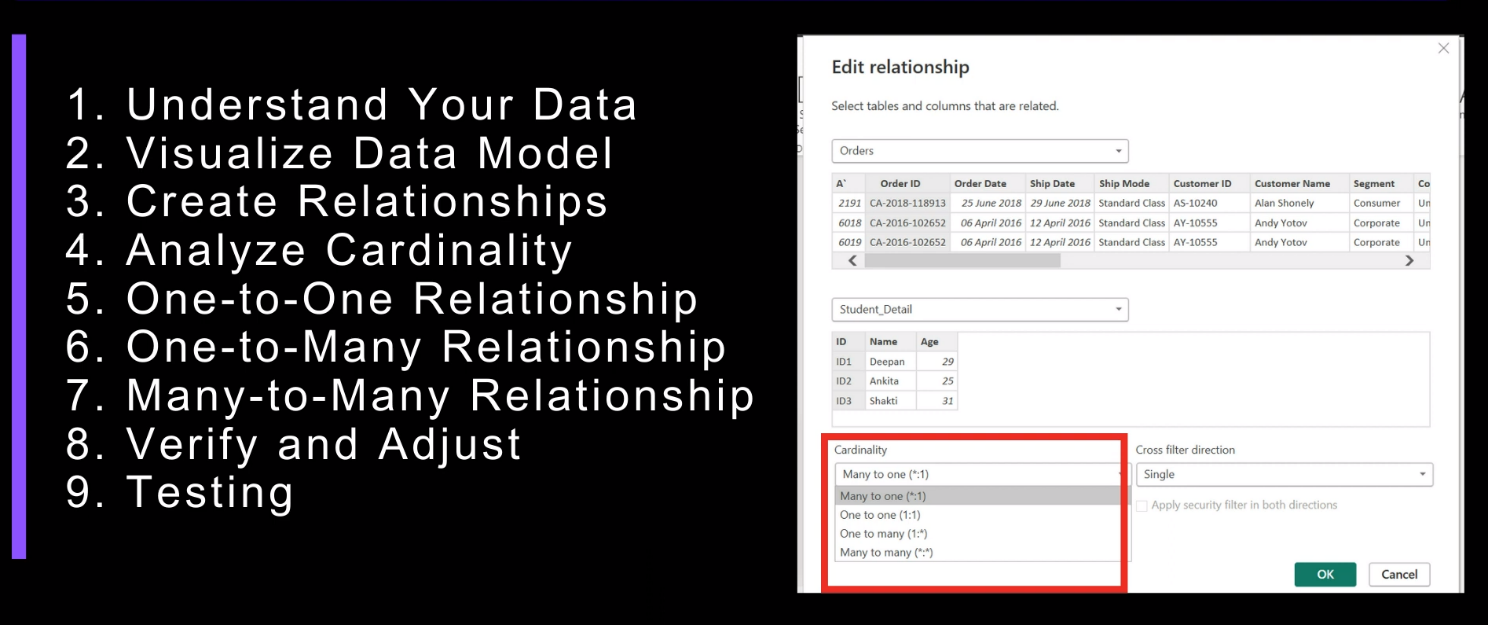 1. Understand Your Data
2. Visualize Data Model
3. Create Relationships
4. Analyze Cardinality
5. One-to-One Relationship
6. One-to-Many Relationship
7. Many-to-Many Relationship
8. Verify and Adjust
9. Testing
Edit relationship
Select tables and columns that are related.
Orders
A` Order ID Order Date Ship Date Ship Mode Customer ID Customer Name Segment Co
2191 CA-2018-118913 25 June 2018 29 June 2018 Standard Class AS-10240 Alan Shonely Consumer Un
6018 CA-2016-102652 06 April 2016 12 April 2016 Standard Class AY-10555 Andy Yotov Corporate Un
6019 CA-2016-102652 06 April 2016 12 April 2016 Standard Class AY-10555 Andy Yotov Corporate Un
Student_Detail
ID Name Age
ID1 Deepan 29
ID2 Ankita 25
ID3 Shakti 31
Cardinality
Many to one (*:1)
Many to one (*:1)
One to one (1:1)
One to many (1:*)
Many to many (*:*)
Cross filter direction
Single
Apply security filter in both directions
OK Cancel